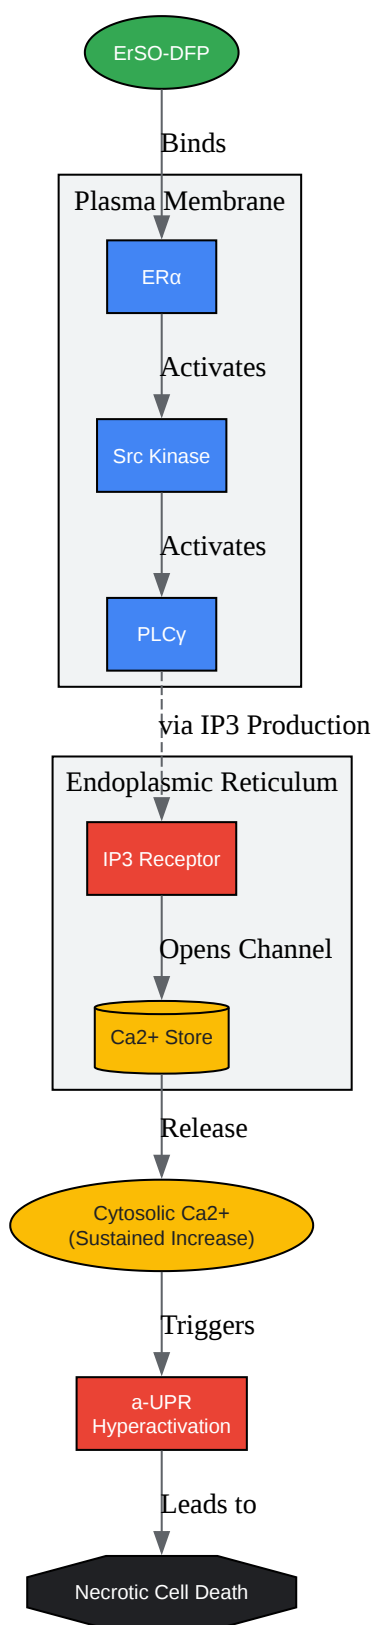 ErSO-DFP
Binds
Plasma Membrane
ERα
Activates
Src Kinase
Activates
PLCγ
via IP3 Production
Endoplasmic Reticulum
IP3 Receptor
Opens Channel
Ca2+ Store
Release
Cytosolic Ca2+
(Sustained Increase)
Triggers
a-UPR
Hyperactivation
Leads to
Necrotic Cell Death